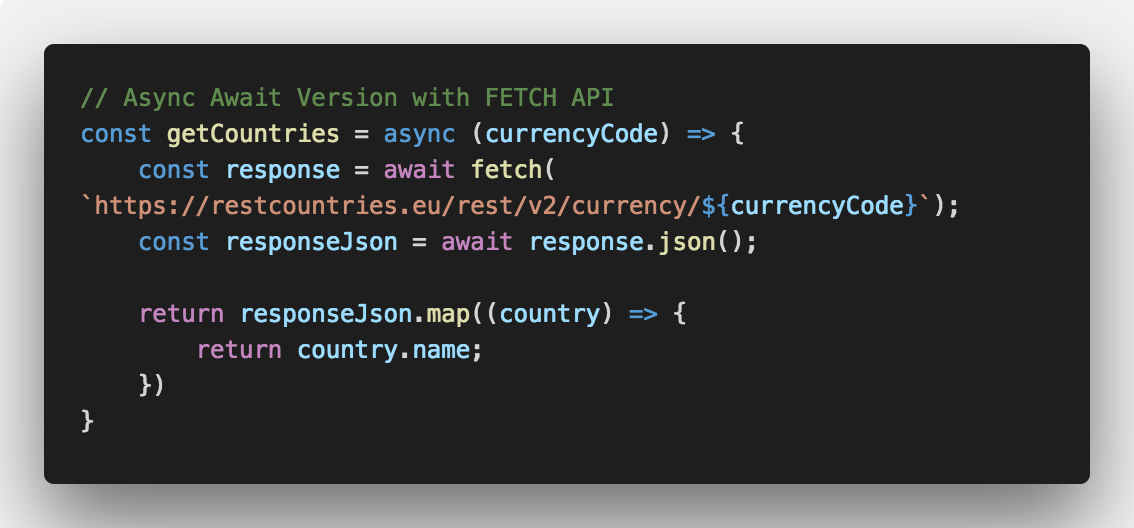 // Async Await Version with FETCH API
const getCountries = async (currencyCode) => {
    const response = await fetch(
`https://restcountries.eu/rest/v2/currency/${currencyCode}`);
    const responseJson = await response.json();

    return responseJson.map((country) => {
        return country.name;
    })
}